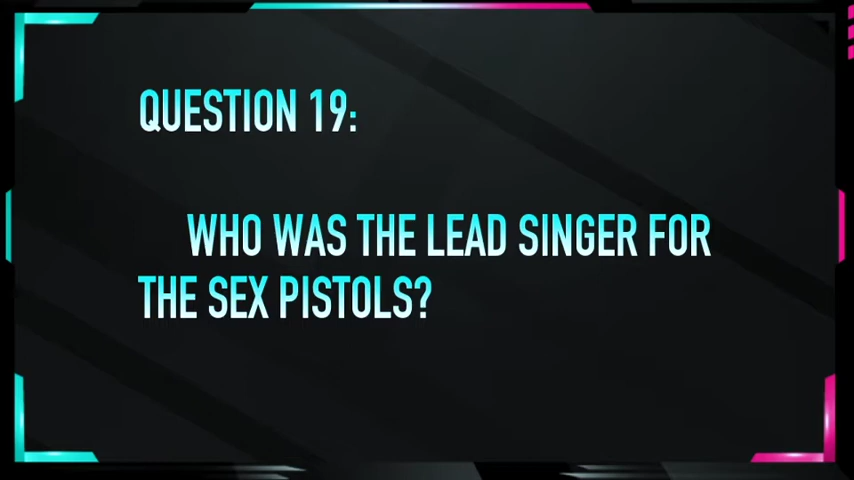 QUESTION 19:
WHO WAS THE LEAD SINGER FOR
THE SEX PISTOLS?